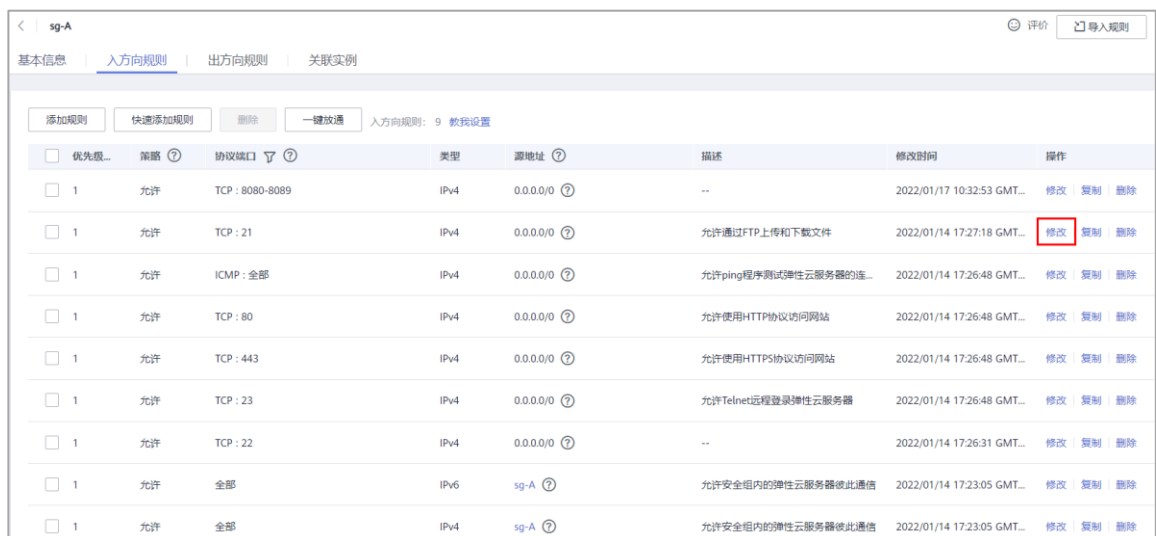 sg-A 评价 导入规则
基本信息 入方向规则 出方向规则 关联实例
添加规则 快速添加规则 删除 一键放通 入方向规则: 9 教我设置
优先级... 策略 协议端口 类型 源地址 描述 修改时间 操作
1 允许 TCP : 8080-8089 IPv4 0.0.0.0/0 -- 2022/01/17 10:32:53 GMT... 修改 复制 删除
1 允许 TCP : 21 IPv4 0.0.0.0/0 允许通过FTP上传和下载文件 2022/01/14 17:27:18 GMT... 修改 复制 删除
1 允许 ICMP : 全部 IPv4 0.0.0.0/0 允许ping程序测试弹性云服务器的连... 2022/01/14 17:26:48 GMT... 修改 复制 删除
1 允许 TCP : 80 IPv4 0.0.0.0/0 允许使用HTTP协议访问网站 2022/01/14 17:26:48 GMT... 修改 复制 删除
1 允许 TCP : 443 IPv4 0.0.0.0/0 允许使用HTTPS协议访问网站 2022/01/14 17:26:48 GMT... 修改 复制 删除
1 允许 TCP : 23 IPv4 0.0.0.0/0 允许Telnet远程登录弹性云服务器 2022/01/14 17:26:48 GMT... 修改 复制 删除
1 允许 TCP : 22 IPv4 0.0.0.0/0 -- 2022/01/14 17:26:31 GMT... 修改 复制 删除
1 允许 全部 IPv6 sg-A 允许安全组内的弹性云服务器彼此通信 2022/01/14 17:23:05 GMT... 修改 复制 删除
1 允许 全部 IPv4 sg-A 允许安全组内的弹性云服务器彼此通信 2022/01/14 17:23:05 GMT... 修改 复制 删除